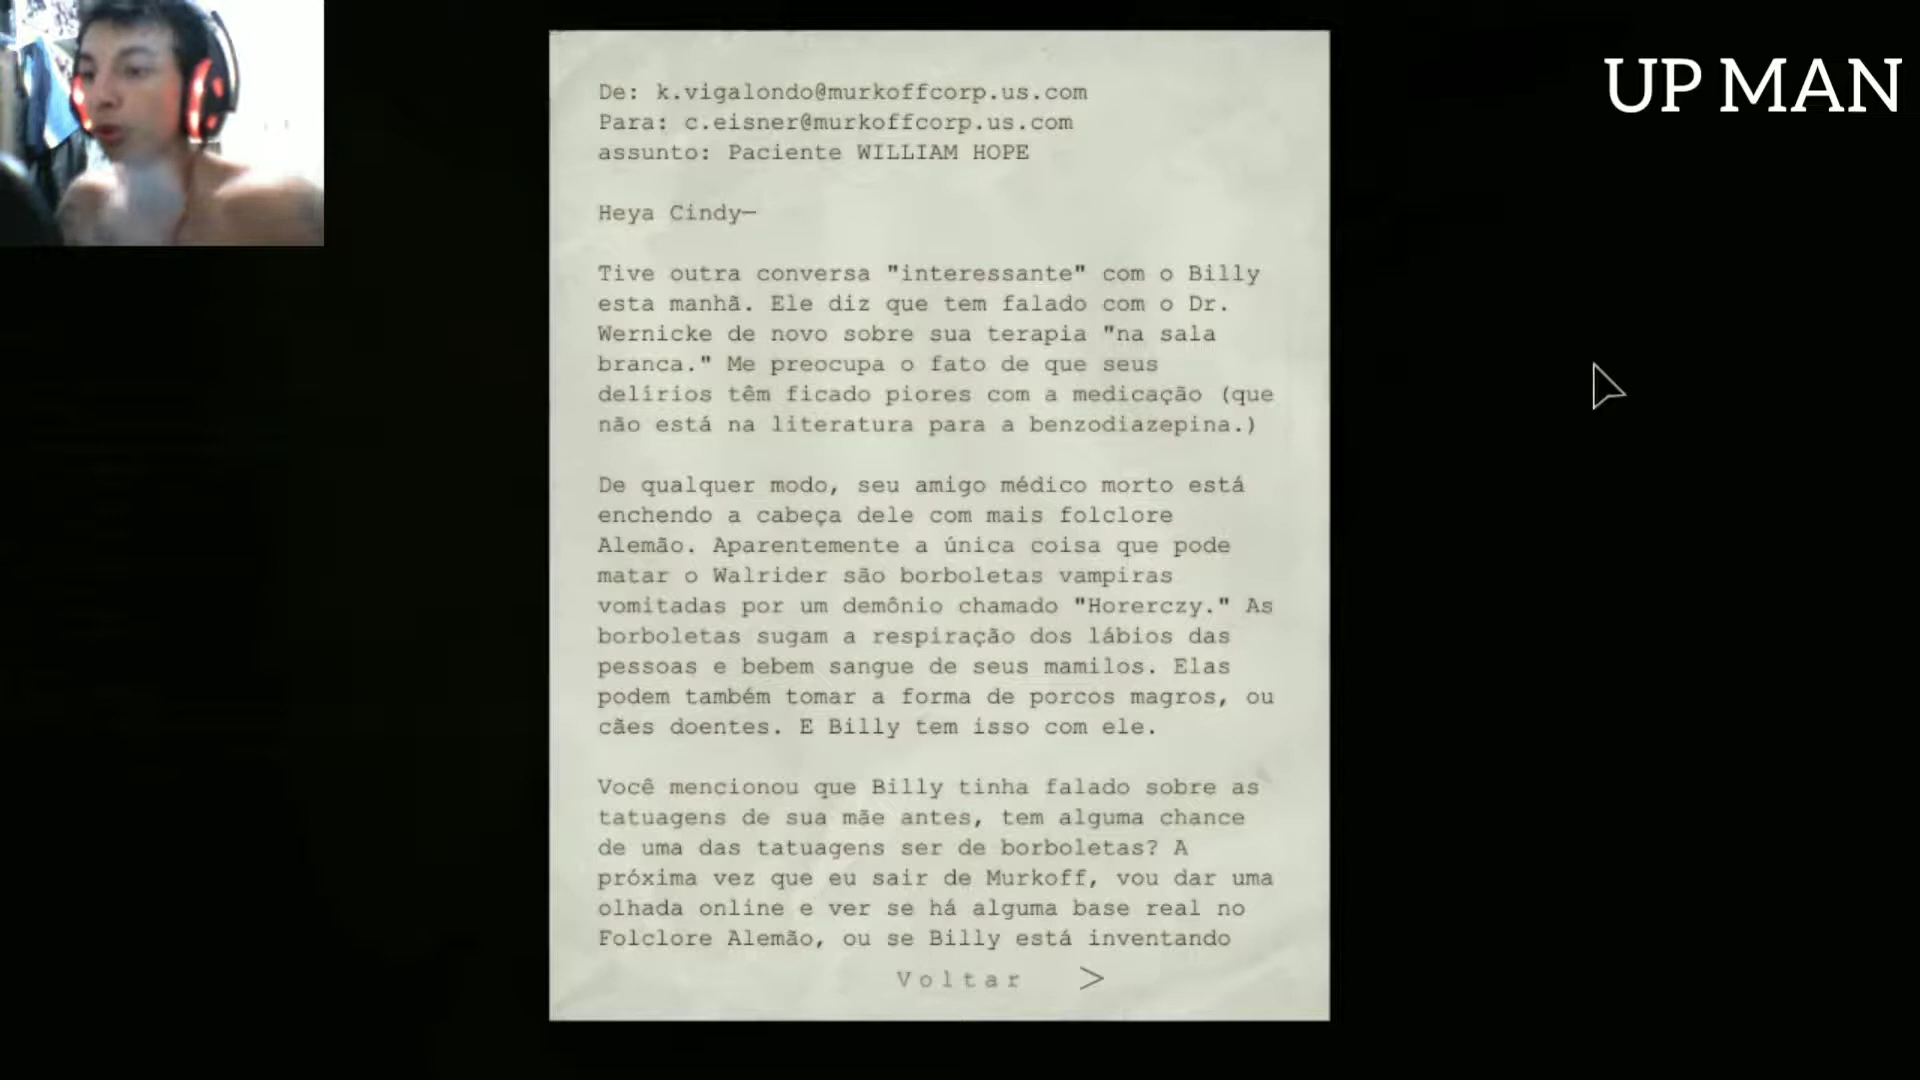 UP MAN
De: k.vigalondo@murkoffcorp.us.com
Para: c.eisner@murkoffcorp.us.com
assunto: Paciente WILLIAM HOPE
Heya Cindy—
Tive outra conversa "interessante" com o Billy
esta manhã. Ele diz que tem falado com o Dr.
Wernicke de novo sobre sua terapia "na sala
branca." Me preocupa o fato de que seus
delírios têm ficado piores com a medicação (que
não está na literatura para a benzodiazepina.)
De qualquer modo, seu amigo médico morto está
enchendo a cabeça dele com mais folclore
Alemão. Aparentemente a única coisa que pode
matar o Walrider são borboletas vampiras
vomitadas por um demônio chamado "Horerczy." As
borboletas sugam a respiração dos lábios das
pessoas e bebem sangue de seus mamilos. Elas
podem também tomar a forma de porcos magros, ou
cães doentes. E Billy tem isso com ele.
Você mencionou que Billy tinha falado sobre as
tatuagens de sua mãe antes, tem alguma chance
de uma das tatuagens ser de borboletas? A
próxima vez que eu sair de Murkoff, vou dar uma
olhada online e ver se há alguma base real no
Folclore Alemão, ou se Billy está inventando
Voltar >